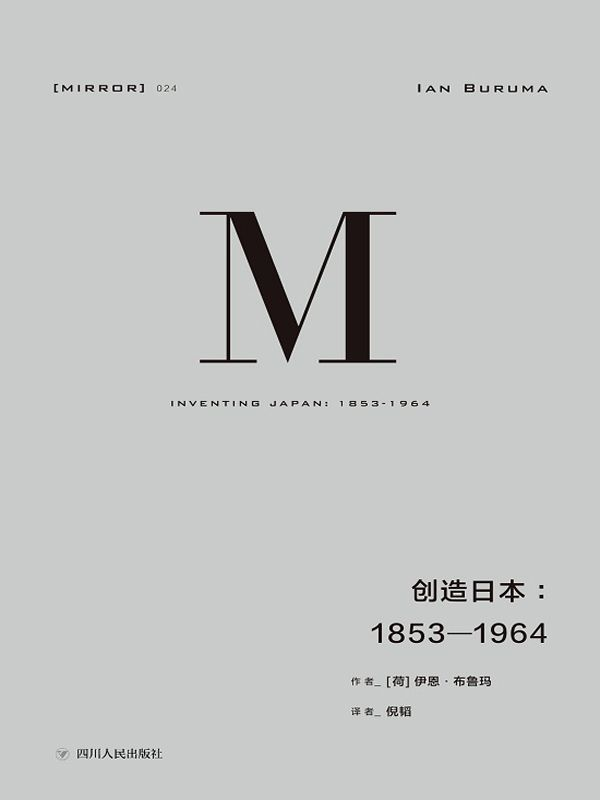 [MIRROR] 024
IAN BURUMA
M
INVENTING JAPAN: 1853-1964
创造日本：
1853—1964
作者_ [荷] 伊恩·布鲁玛
译者_ 倪韬
四川人民出版社